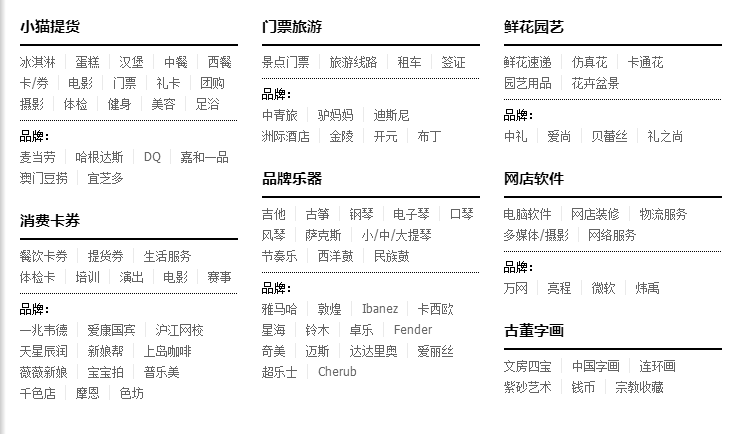 小猫提货
冰淇淋 蛋糕 汉堡 中餐 西餐
卡/券 电影 门票 礼卡 团购
摄影 体检 健身 美容 足浴
品牌:
麦当劳 哈根达斯 DQ 嘉和一品
澳门豆捞 宜芝多
消费卡券
餐饮卡券 提货券 生活服务
体检卡 培训 演出 电影 赛事
品牌:
一兆韦德 爱康国宾 沪江网校
天星辰润 新娘帮 上岛咖啡
薇薇新娘 宝宝拍 普乐美
千色店 摩恩 色坊
门票旅游
景点门票 旅游线路 租车 签证
品牌:
中青旅 驴妈妈 迪斯尼
洲际酒店 金陵 开元 布丁
品牌乐器
吉他 古筝 钢琴 电子琴 口琴
风琴 萨克斯 小/中/大提琴
节奏乐 西洋鼓 民族鼓
品牌:
雅马哈 敦煌 Ibanez 卡西欧
星海 铃木 卓乐 Fender
奇美 迈斯 达达里奥 爱丽丝
超乐士 Cherub
鲜花园艺
鲜花速递 仿真花 卡通花
园艺用品 花卉盆景
品牌:
中礼 爱尚 贝蕾丝 礼之尚
网店软件
电脑软件 网店装修 物流服务
多媒体/摄影 网络服务
品牌:
万网 亮程 微软 炜禹
古董字画
文房四宝 中国字画 连环画
紫砂艺术 钱币 宗教收藏